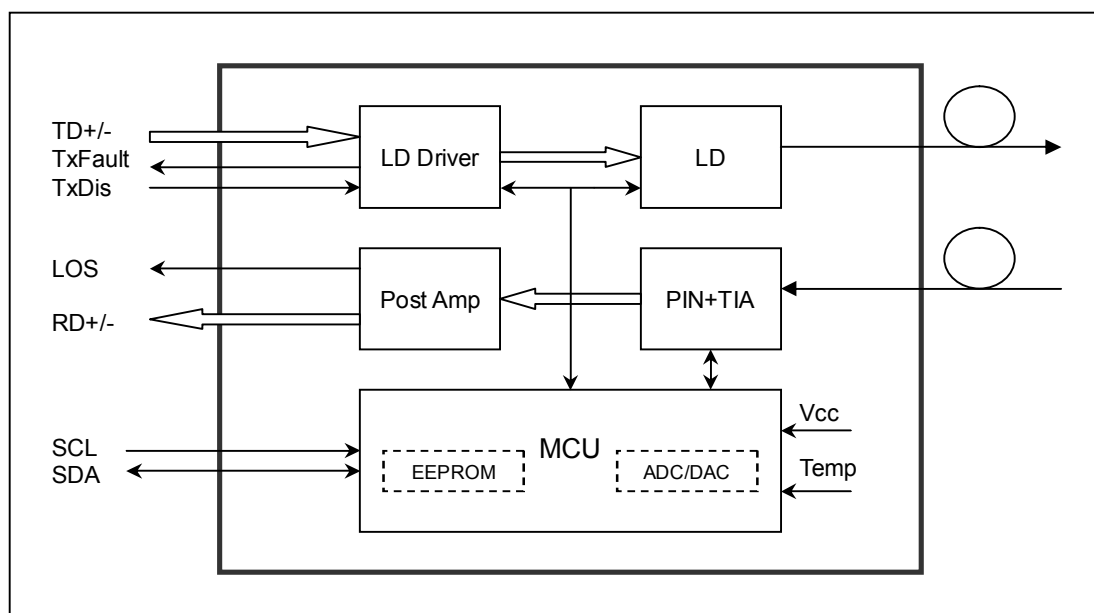 TD+/-
TxFault
TxDis
LD Driver
LD
LOS
RD+/-
Post Amp
PIN+TIA
SCL
SDA
MCU
EEPROM
ADC/DAC
Vcc
Temp